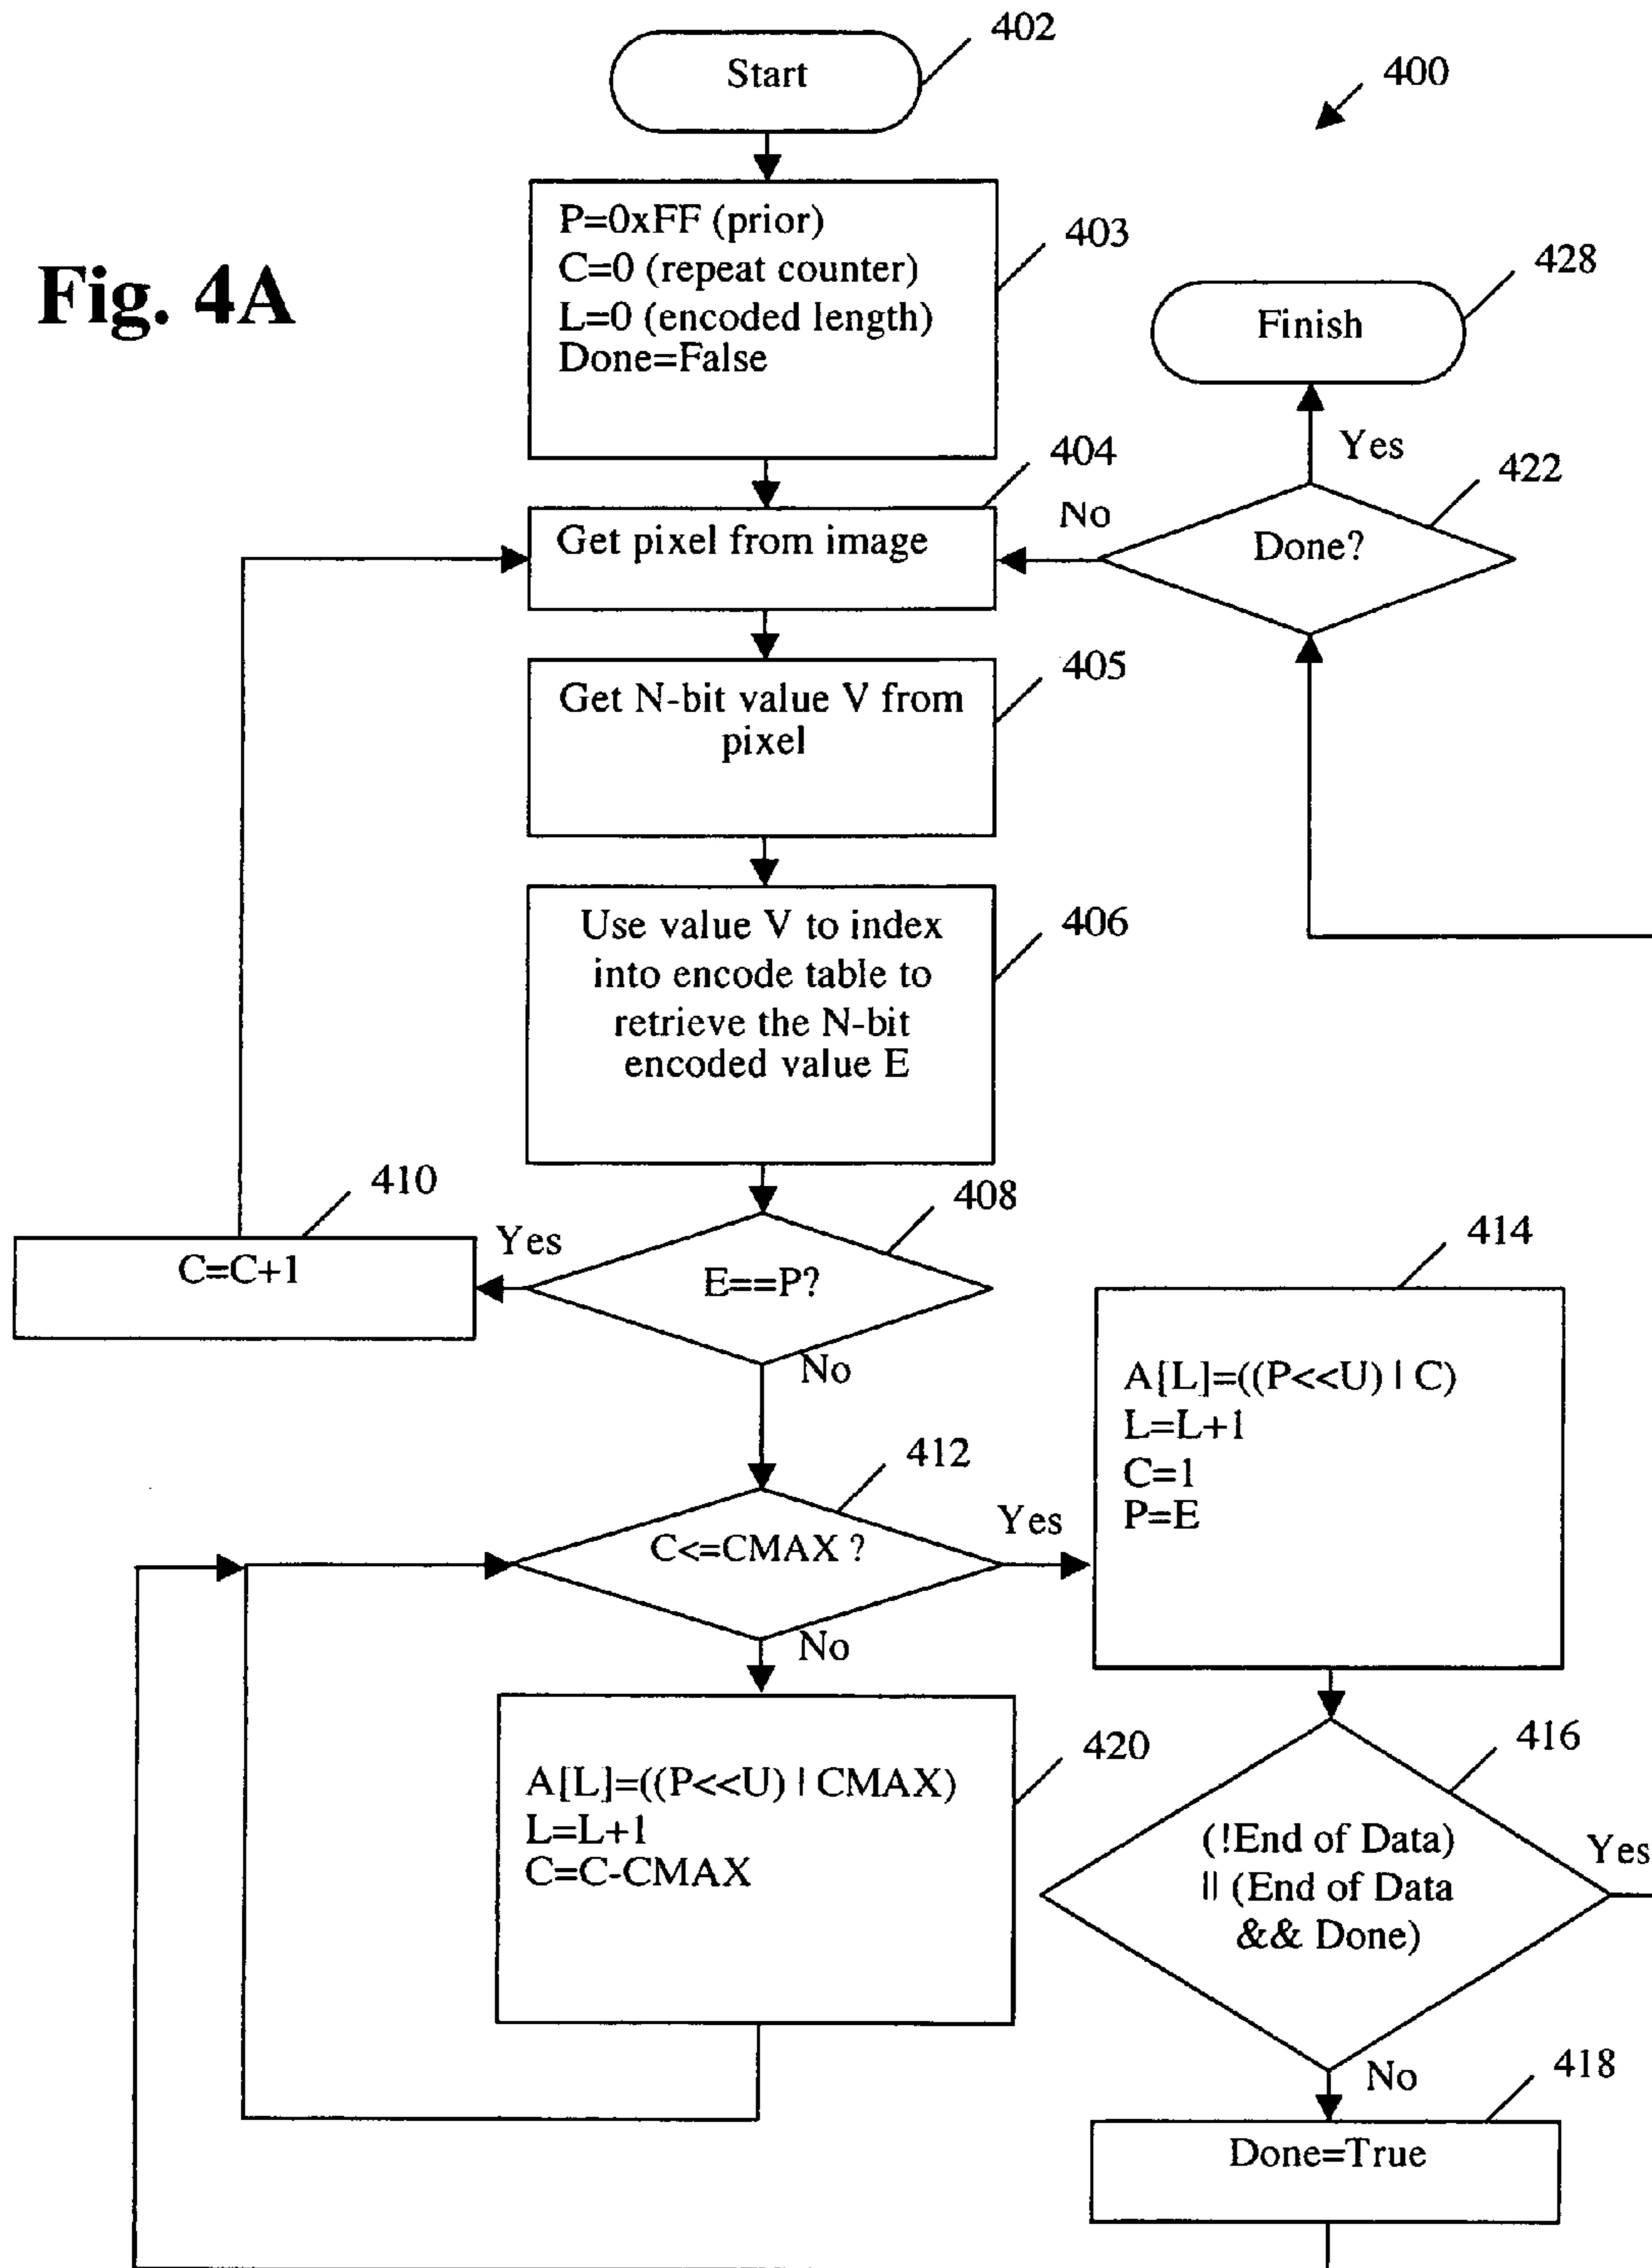 402
Start
400
Fig. 4A
P=0xFF (prior)
C=0 (repeat counter)
L=0 (encoded length)
Done=False
403
428
Finish
Yes
404
422
Get pixel from image
No
Done?
405
Get N-bit value V from
pixel
406
Use value V to index
into encode table to
retrieve the N-bit
encoded value E
410
C=C+1
Yes
408
E==P?
No
414
A[L]=((P<<U) | C)
L=L+1
C=1
P=E
412
C<=CMAX ?
Yes
No
420
A[L]=((P<<U) | CMAX)
L=L+1
C=C-CMAX
416
(!End of Data)
|| (End of Data
&& Done)
Yes
No
418
Done=True